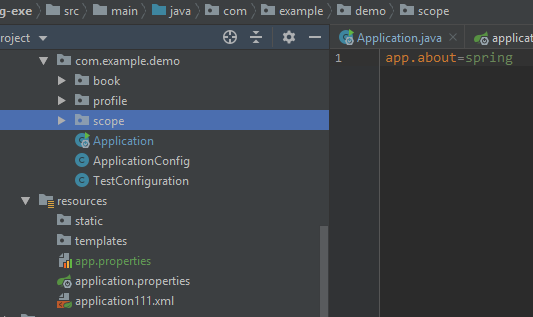 g-exe src main java com example demo scope
roject Application.java applicat
com.example.demo 1 app.about=spring
book
profile
scope
Application
ApplicationConfig
TestConfiguration
resources
static
templates
app.properties
application.properties
application111.xml